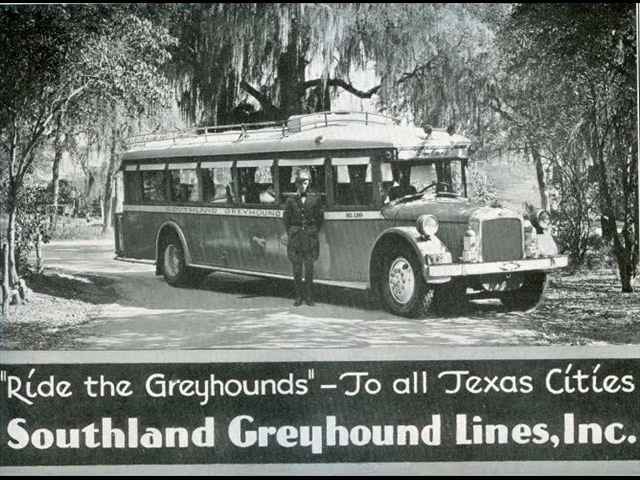 SOUTHLAND GREYHOUND
"Ride the Greyhounds" – To all Texas Cities
Southland Greyhound Lines, Inc.